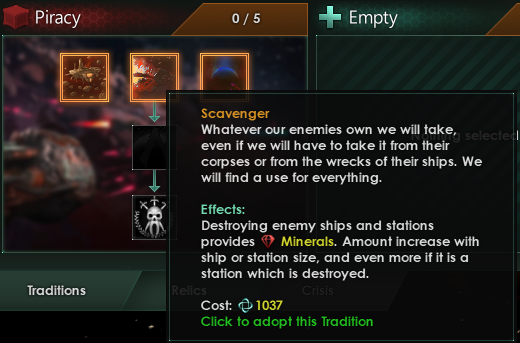 Piracy
0 / 5
Empty
Scavenger
Whatever our enemies own we will take,
even if we will have to take it from their
corpses or from the wrecks of their ships. We
will find a use for everything.
Effects:
Destroying enemy ships and stations
provides Minerals. Amount increase with
ship or station size, and even more if it is a
station which is destroyed.
Cost: 1037
Click to adopt this Tradition
selected
Traditions
Relics
Crisis